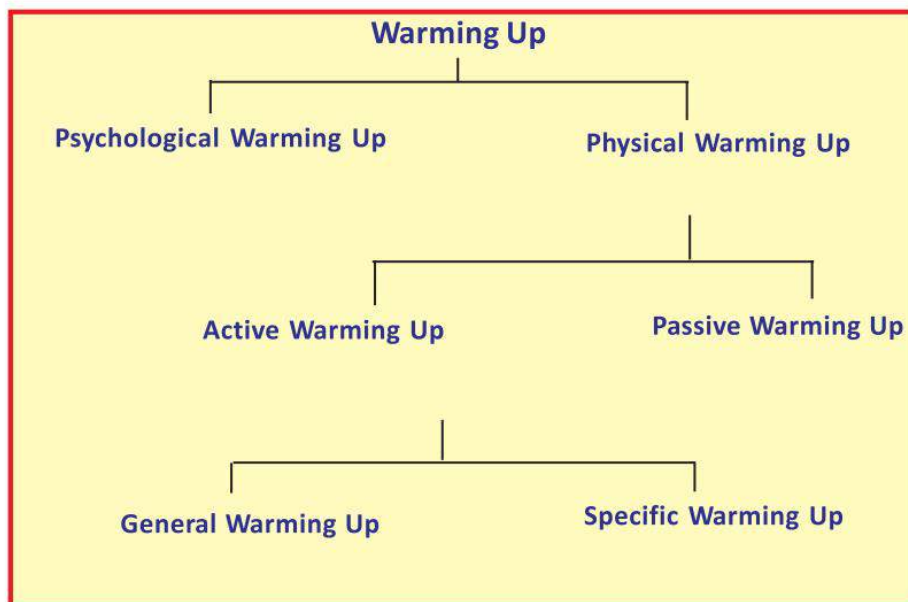 Warming Up
Psychological Warming Up
Physical Warming Up
Active Warming Up
Passive Warming Up
General Warming Up
Specific Warming Up